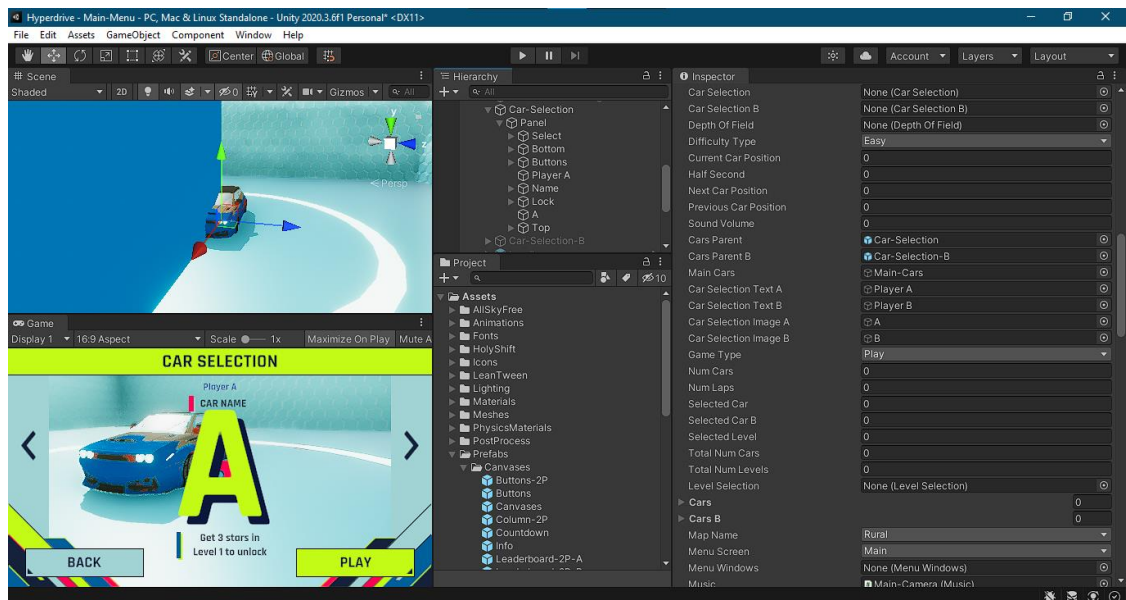 Hyperdrive - Main-Menu - PC, Mac & Linux Standalone - Unity 2020.3.6f1 Personal* <DX11>
File Edit Assets GameObject Component Window Help
Center Global
Account Layers Layout
Scene
Shaded 2D 0 Gizmos All
y
z
Persp
Game
Display 1 16:9 Aspect Scale 1x Maximize On Play Mute A
CAR SELECTION
Player A
CAR NAME
A
Get 3 stars in
Level 1 to unlock
BACK
PLAY
Hierarchy
All
Car-Selection
Panel
Select
Bottom
Buttons
Player A
Name
Lock
A
Top
Car-Selection-B
Project
10
Assets
AllSkyFree
Animations
Fonts
HolyShift
Icons
LeanTween
Lighting
Materials
Meshes
PhysicsMaterials
PostProcess
Prefabs
Canvases
Buttons-2P
Buttons
Canvases
Column-2P
Countdown
Info
Leaderboard-2P-A
Inspector
Car Selection None (Car Selection)
Car Selection B None (Car Selection B)
Depth Of Field None (Depth Of Field)
Difficulty Type Easy
Current Car Position 0
Half Second 0
Next Car Position 0
Previous Car Position 0
Sound Volume 0
Cars Parent Car-Selection
Cars Parent B Car-Selection-B
Main Cars Main-Cars
Car Selection Text A Player A
Car Selection Text B Player B
Car Selection Image A A
Car Selection Image B B
Game Type Play
Num Cars 0
Num Laps 0
Selected Car 0
Selected Car B 0
Selected Level 0
Total Num Cars 0
Total Num Levels 0
Level Selection None (Level Selection)
Cars 0
Cars B 0
Map Name Rural
Menu Screen Main
Menu Windows None (Menu Windows)
Music Main-Camera (Music)